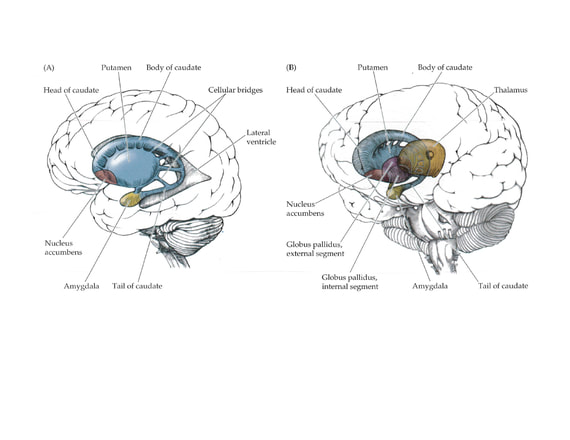 (A)
Putamen
Body of caudate
Head of caudate
Cellular bridges
Lateral
ventricle
Nucleus
accumbens
Amygdala
Tail of caudate
(B)
Putamen
Body of caudate
Head of caudate
Thalamus
Nucleus
accumbens
Globus pallidus,
external segment
Globus pallidus,
internal segment
Amygdala
Tail of caudate